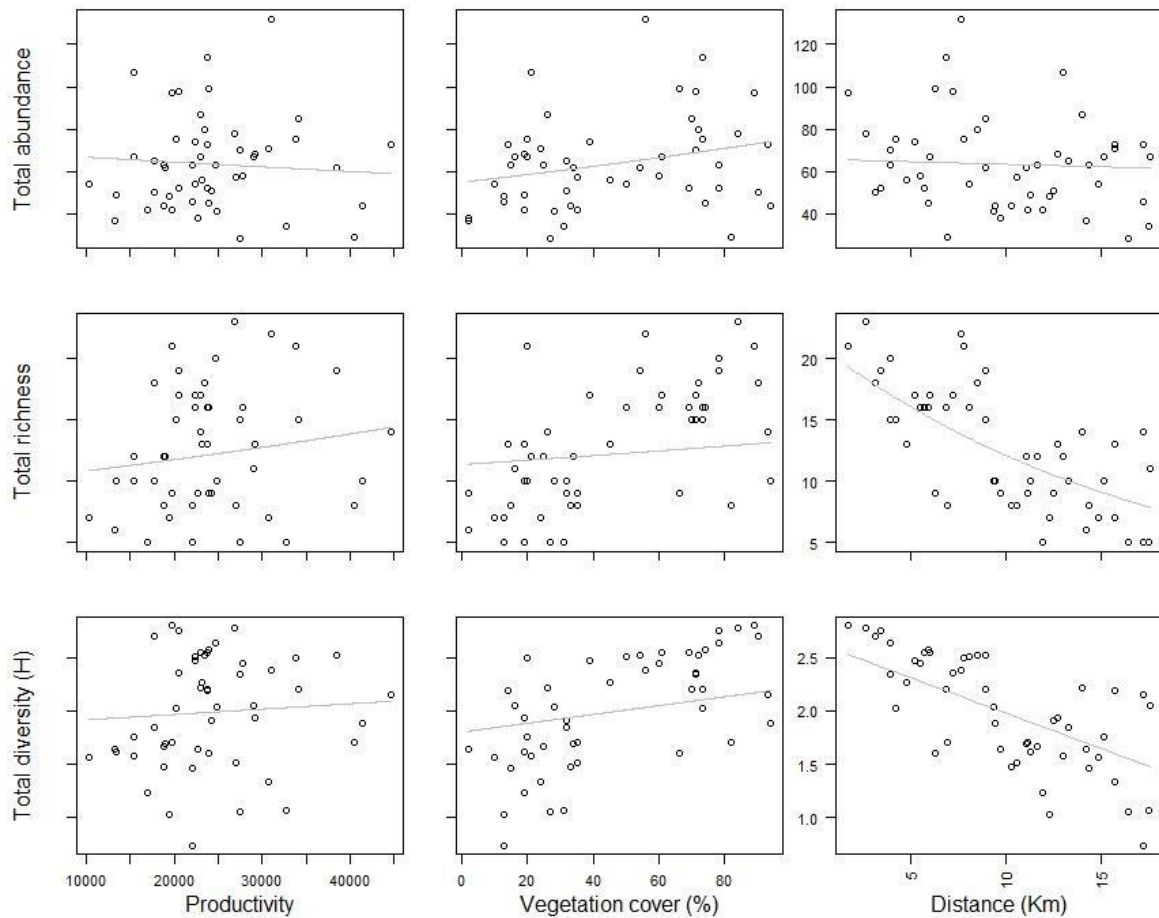 Total abundance
120
100
80
60
40
Total richness
20
15
10
5
Total diversity (H)
2.5
2.0
1.5
1.0
10000 20000 30000 40000
0 20 40 60 80
5 10 15
Productivity
Vegetation cover (%)
Distance (Km)